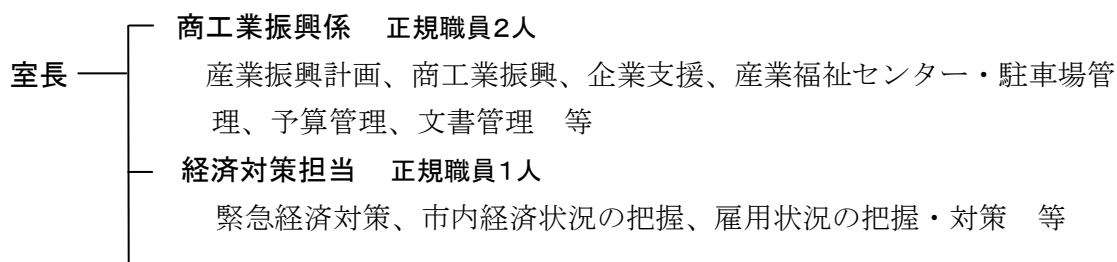 商工業振興係　正規職員2人
室長
産業振興計画、商工業振興、企業支援、産業福祉センター・駐車場管
理、予算管理、文書管理　等
経済対策担当　正規職員1人
緊急経済対策、市内経済状況の把握、雇用状況の把握・対策　等